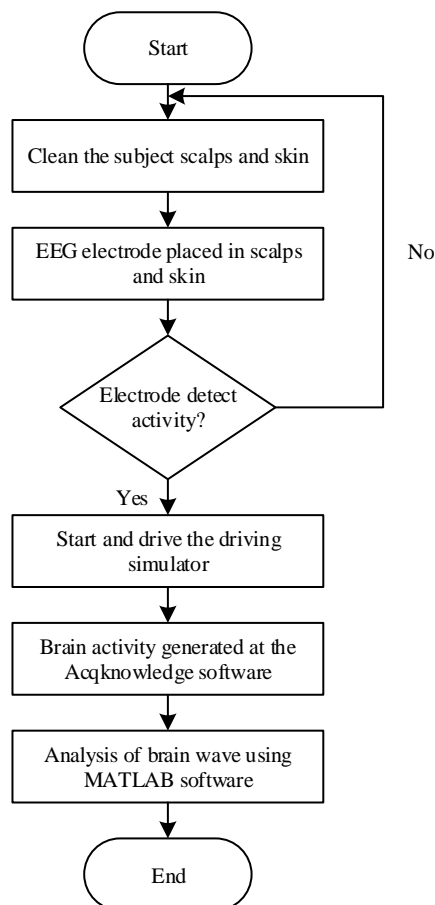 Start
Clean the subject scalps and skin
EEG electrode placed in scalps
and skin
No
Electrode detect
activity?
Yes
Start and drive the driving
simulator
Brain activity generated at the
Acqknowledge software
Analysis of brain wave using
MATLAB software
End